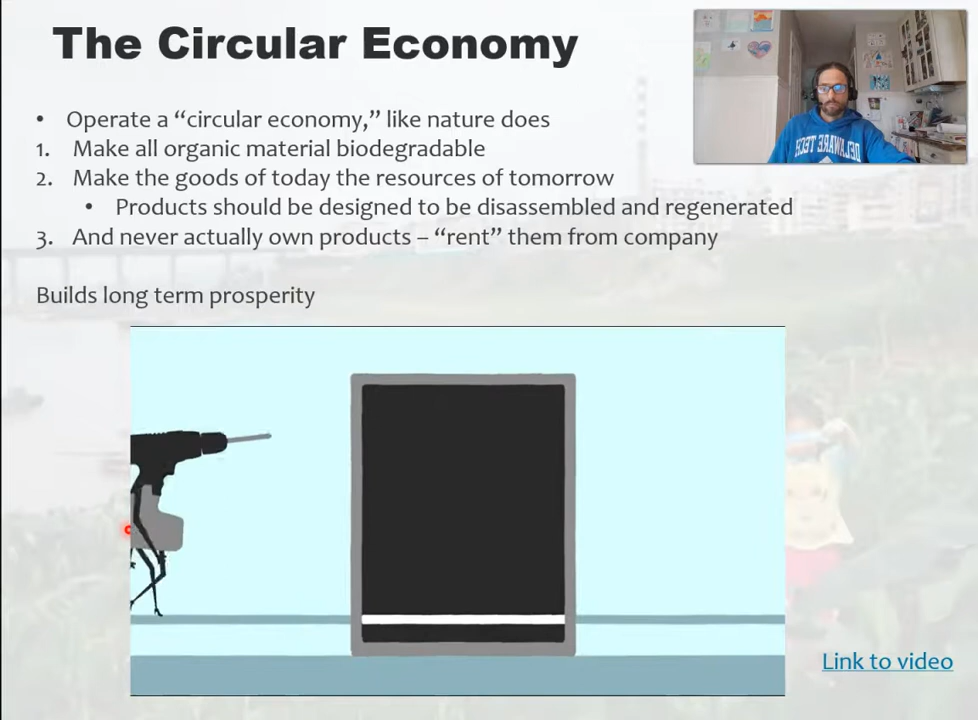 The Circular Economy
• Operate a “circular economy,” like nature does
1. Make all organic material biodegradable
2. Make the goods of today the resources of tomorrow
• Products should be designed to be disassembled and regenerated
3. And never actually own products – “rent” them from company
Builds long term prosperity
Link to video
DELAWARE TECH